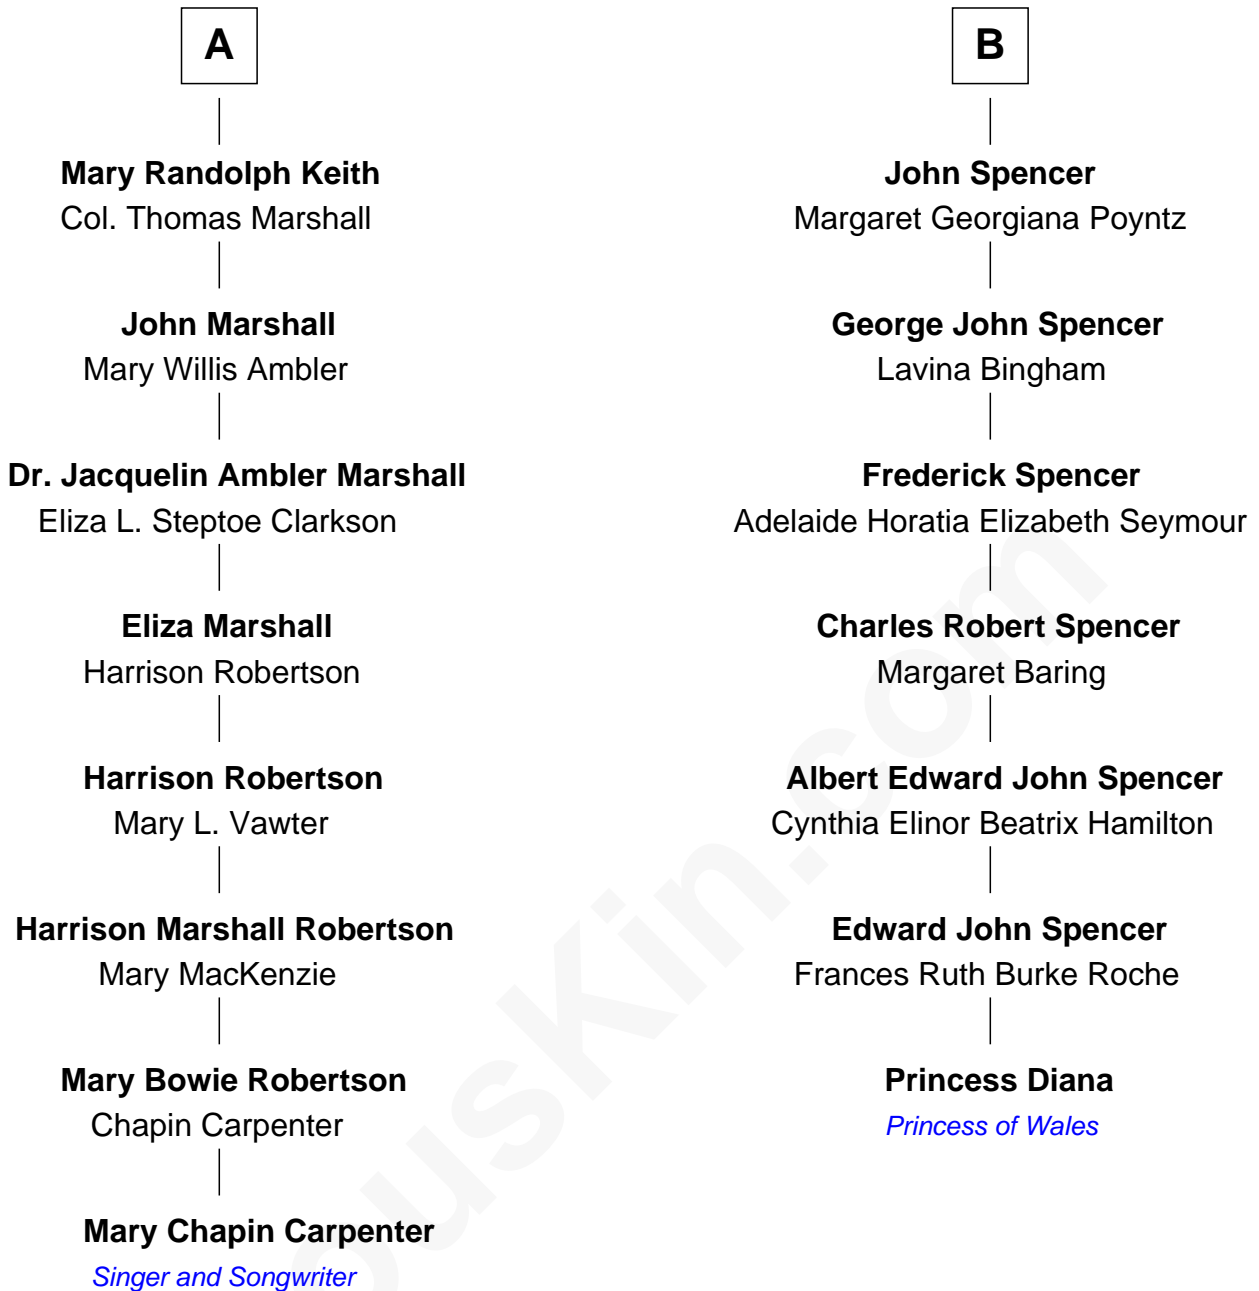 A
Mary Randolph Keith
Col. Thomas Marshall
John Marshall
Mary Willis Ambler
Dr. Jacquelin Ambler Marshall
Eliza L. Steptoe Clarkson
Eliza Marshall
Harrison Robertson
Harrison Robertson
Mary L. Vawter
Harrison Marshall Robertson
Mary MacKenzie
Mary Bowie Robertson
Chapin Carpenter
Mary Chapin Carpenter
Singer and Songwriter
B
John Spencer
Margaret Georgiana Poyntz
George John Spencer
Lavina Bingham
Frederick Spencer
Adelaide Horatia Elizabeth Seymour
Charles Robert Spencer
Margaret Baring
Albert Edward John Spencer
Cynthia Elinor Beatrix Hamilton
Edward John Spencer
Frances Ruth Burke Roche
Princess Diana
Princess of Wales
ousKin.com